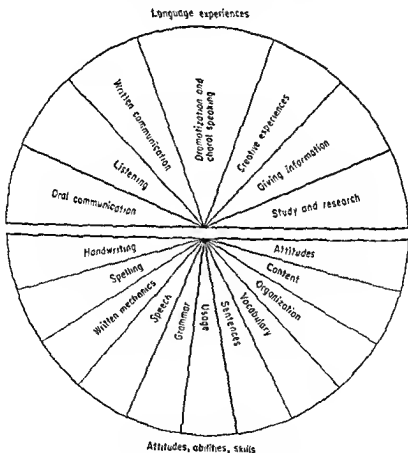 Language experiences
Oral communication
Listening
Written communication
Dramatization and
choral speaking
Creative experiences
Giving information
Study and research
Handwriting
Spelling
Written mechanics
Speech
Grammar
Usage
Sentences
Vocabulary
Organization
Content
Attitudes
Attitudes, abilities, skills